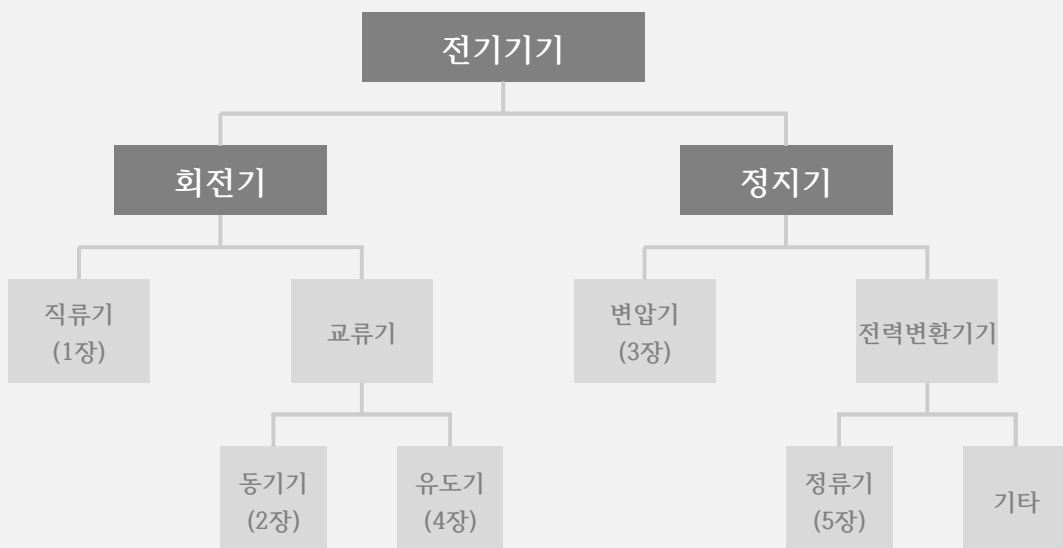 전기기기
회전기
정지기
직류기
(1장)
교류기
변압기
(3장)
전력변환기기
동기기
(2장)
유도기
(4장)
정류기
(5장)
기타